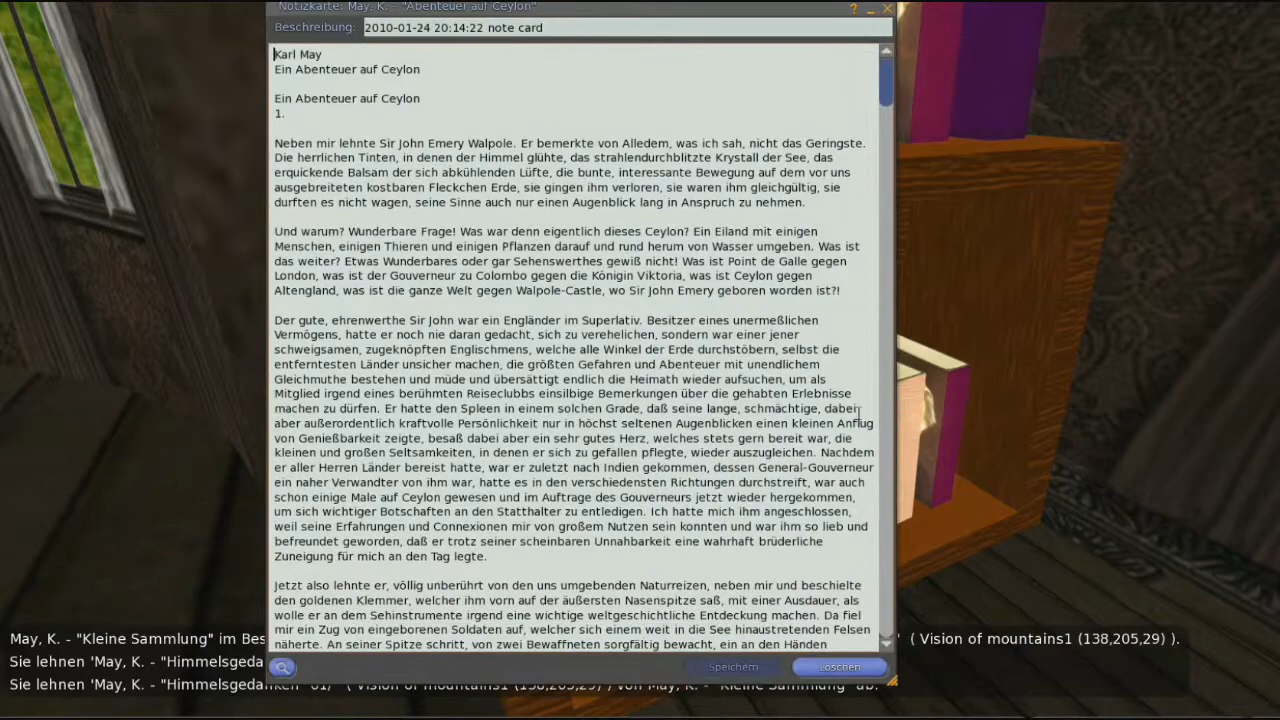 Notizkarte: May, K. - "Abenteuer auf Ceylon"
Beschreibung: 2010-01-24 20:14:22 note card
Karl May
Ein Abenteuer auf Ceylon
Ein Abenteuer auf Ceylon
1.
Neben mir lehnte Sir John Emery Walpole. Er bemerkte von Alledem, was ich sah, nicht das Geringste.
Die herrlichen Tinten, in denen der Himmel glühte, das strahlendurchblitzte Krystall der See, das
erquickende Balsam der sich abkühlenden Lüfte, die bunte, interessante Bewegung auf dem vor uns
ausgebreiteten kostbaren Fleckchen Erde, sie gingen ihm verloren, sie waren ihm gleichgültig, sie
durften es nicht wagen, seine Sinne auch nur einen Augenblick lang in Anspruch zu nehmen.
Und warum? Wunderbare Frage! Was war denn eigentlich dieses Ceylon? Ein Eiland mit einigen
Menschen, einigen Thieren und einigen Pflanzen darauf und rund herum von Wasser umgeben. Was ist
das weiter? Etwas Wunderbares oder gar Sehenswerthes gewiß nicht! Was ist Point de Galle gegen
London, was ist der Gouverneur zu Colombo gegen die Königin Viktoria, was ist Ceylon gegen
Altengland, was ist die ganze Welt gegen Walpole-Castle, wo Sir John Emery geboren worden ist?!
Der gute, ehrenwerthe Sir John war ein Engländer im Superlativ. Besitzer eines unermeßlichen
Vermögens, hatte er noch nie daran gedacht, sich zu verehelichen, sondern war einer jener
schweigsamen, zugeknöpften Englischmens, welche alle Winkel der Erde durchstöbern, selbst die
entferntesten Länder unsicher machen, die größten Gefahren und Abenteuer mit unendlichem
Gleichmuthe bestehen und müde und übersättigt endlich die Heimath wieder aufsuchen, um als
Mitglied irgend eines berühmten Reiseclubbs einsilbige Bemerkungen über die gehabten Erlebnisse
machen zu dürfen. Er hatte den Spleen in einem solchen Grade, daß seine lange, schmächtige, dabei
aber außerordentlich kraftvolle Persönlichkeit nur in höchst seltenen Augenblicken einen kleinen Anflug
von Genießbarkeit zeigte, besaß dabei aber ein sehr gutes Herz, welches stets gern bereit war, die
kleinen und großen Seltsamkeiten, in denen er sich zu gefallen pflegte, wieder auszugleichen. Nachdem
er aller Herren Länder bereist hatte, war er zuletzt nach Indien gekommen, dessen General-Gouverneur
ein naher Verwandter von ihm war, hatte es in den verschiedensten Richtungen durchstreift, war auch
schon einige Male auf Ceylon gewesen und im Auftrage des Gouverneurs jetzt wieder hergekommen,
um sich wichtiger Botschaften an den Statthalter zu entledigen. Ich hatte mich ihm angeschlossen,
weil seine Erfahrungen und Connexionen mir von großem Nutzen sein konnten und war ihm so lieb und
befreundet geworden, daß er trotz seiner scheinbaren Unnahbarkeit eine wahrhaft brüderliche
Zuneigung für mich an den Tag legte.
Jetzt also lehnte er, völlig unberührt von den uns umgebenden Naturreizen, neben mir und beschielte
den goldenen Klemmer, welcher ihm vorn auf der äußersten Nasenspitze saß, mit einer Ausdauer, als
wolle er an dem Sehinstrumente irgend eine wichtige weltgeschichtliche Entdeckung machen. Da fiel
mir ein Zug von eingeborenen Soldaten auf, welcher sich einem weit in die See hinaustretenden Felsen
näherte. An seiner Spitze schritt, von zwei Bewaffneten sorgfältig bewacht, ein an den Händen
Speichern Löschen
May, K. - "Kleine Sammlung" im Bes ( Vision of mountains1 (138,205,29) ).
Sie lehnen 'May, K. - "Himmelsgeda
Sie lehnen 'May, K. - "Himmelsgedanken" 01/ ( Vision of mountains1 (138,205,29) ) von May, K. - "Kleine Sammlung" ab.